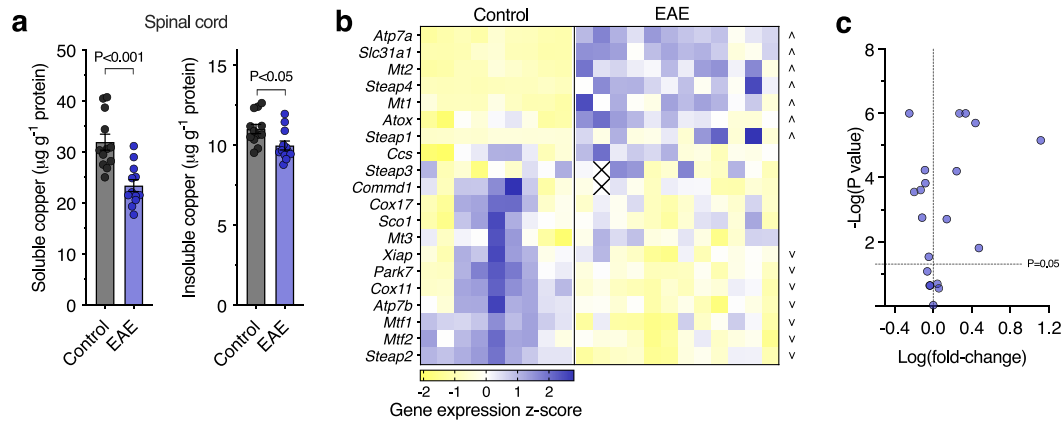 a
Spinal cord
Soluble copper (µg g⁻¹ protein)
50
40
30
20
10
0
P<0.001
Control
EAE
Insoluble copper (µg g⁻¹ protein)
15
10
5
0
P<0.05
Control
EAE
b
Control
EAE
Atp7a ^
Slc31a1 ^
Mt2 ^
Steap4 ^
Mt1 ^
Atox ^
Steap1 ^
Ccs
Steap3
Commd1
Cox17
Sco1
Mt3
Xiap v
Park7 v
Cox11 v
Atp7b v
Mtf1 v
Mtf2 v
Steap2 v
-2 -1 0 1 2
Gene expression z-score
c
-Log(P value)
8
6
4
2
0
P=0.05
-0.4 0.0 0.4 0.8 1.2
Log(fold-change)